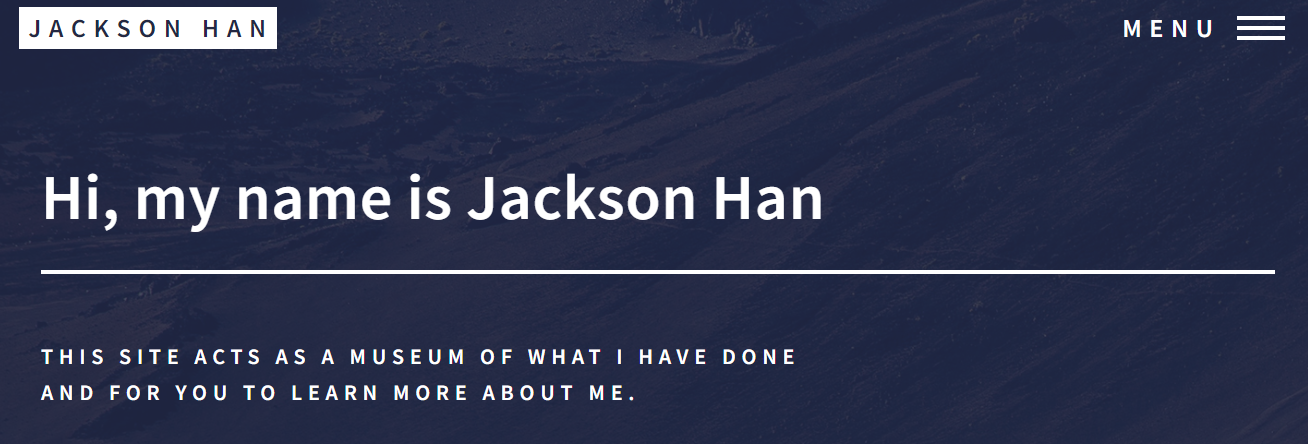 JACKSON HAN
MENU
Hi, my name is Jackson Han
THIS SITE ACTS AS A MUSEUM OF WHAT I HAVE DONE
AND FOR YOU TO LEARN MORE ABOUT ME.